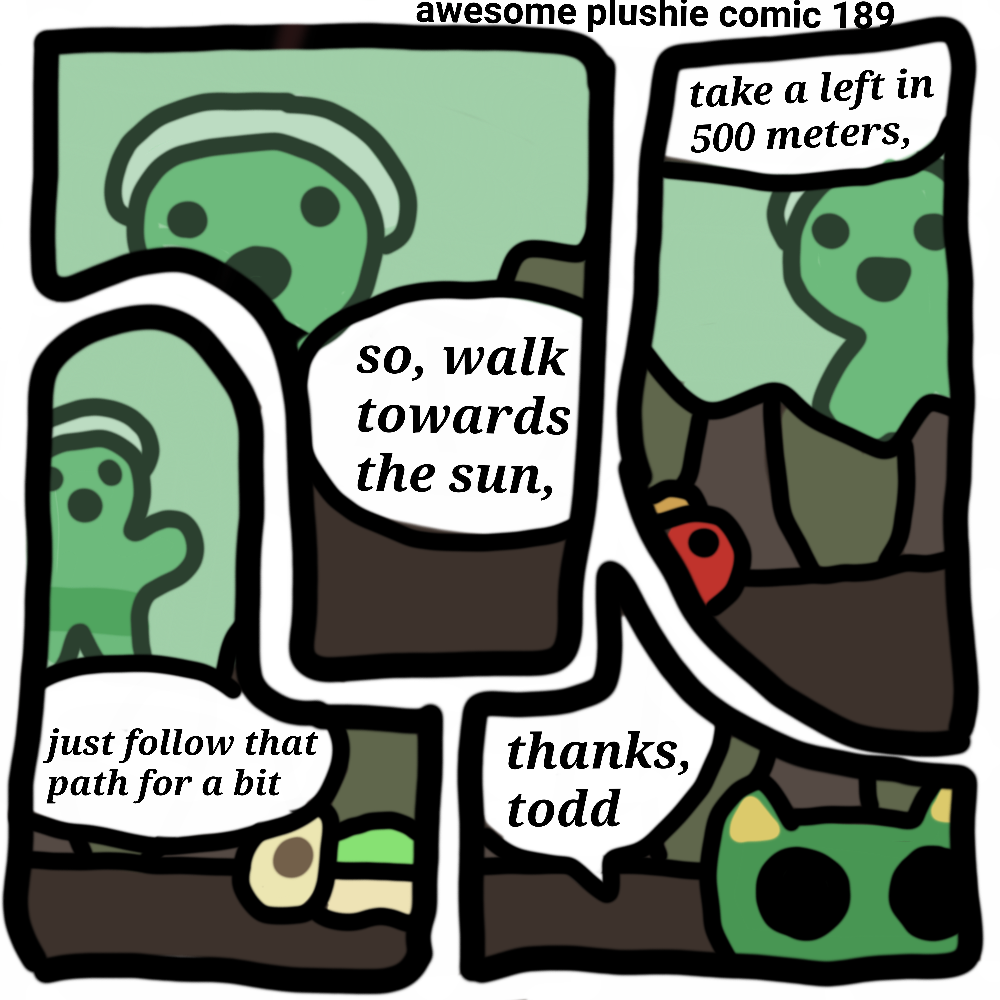 awesome plushie comic 189
so, walk
towards
the sun,
take a left in
500 meters,
just follow that
path for a bit
thanks,
todd